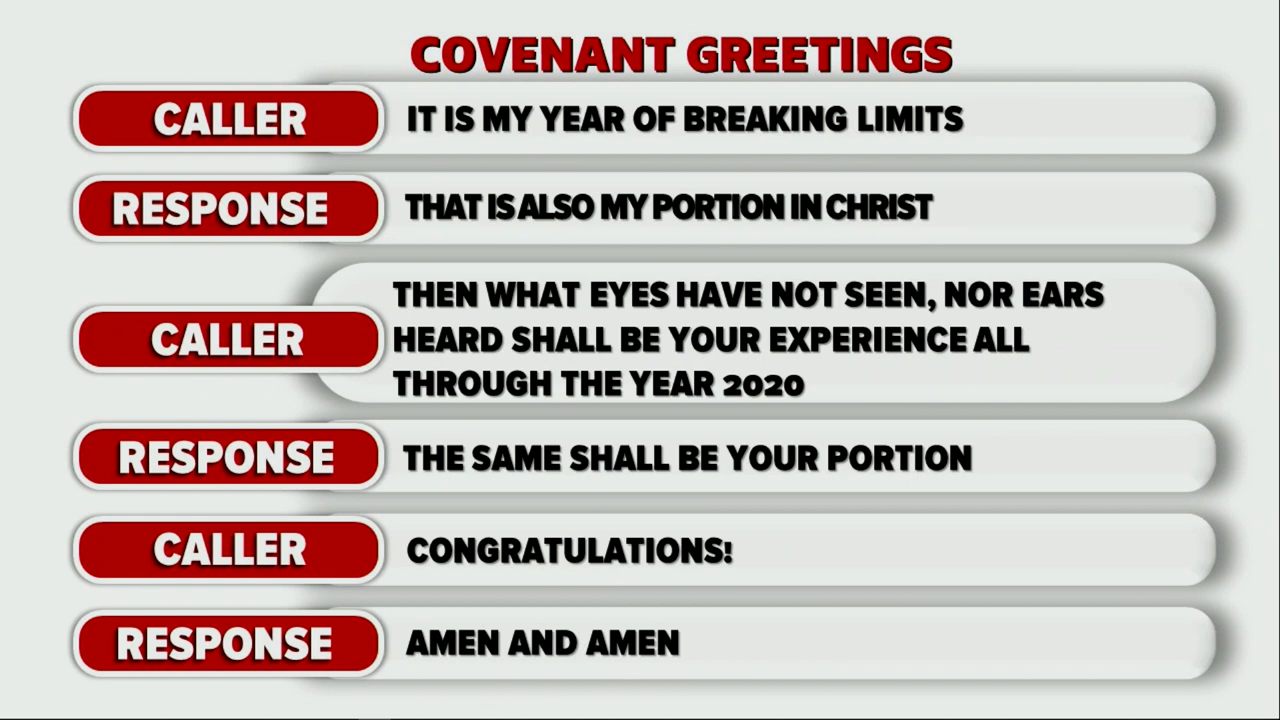 COVENANT GREETINGS
CALLER
IT IS MY YEAR OF BREAKING LIMITS
RESPONSE
THAT IS ALSO MY PORTION IN CHRIST
CALLER
THEN WHAT EYES HAVE NOT SEEN, NOR EARS
HEARD SHALL BE YOUR EXPERIENCE ALL
THROUGH THE YEAR 2020
RESPONSE
THE SAME SHALL BE YOUR PORTION
CALLER
CONGRATULATIONS!
RESPONSE
AMEN AND AMEN